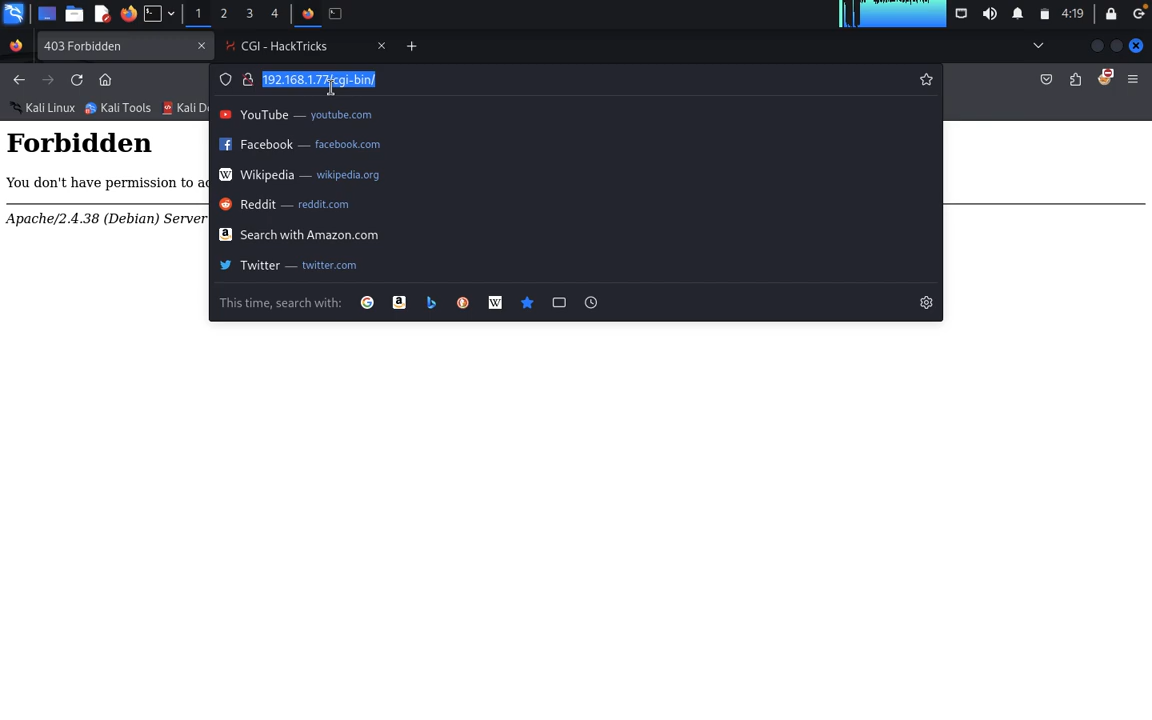 1 2 3 4 4:19
403 Forbidden CGI - HackTricks
192.168.1.77/cgi-bin/
Kali Linux Kali Tools Kali D
YouTube — youtube.com
Facebook — facebook.com
Wikipedia — wikipedia.org
Reddit — reddit.com
Search with Amazon.com
Twitter — twitter.com
This time, search with:
Forbidden
You don't have permission to ac
Apache/2.4.38 (Debian) Server